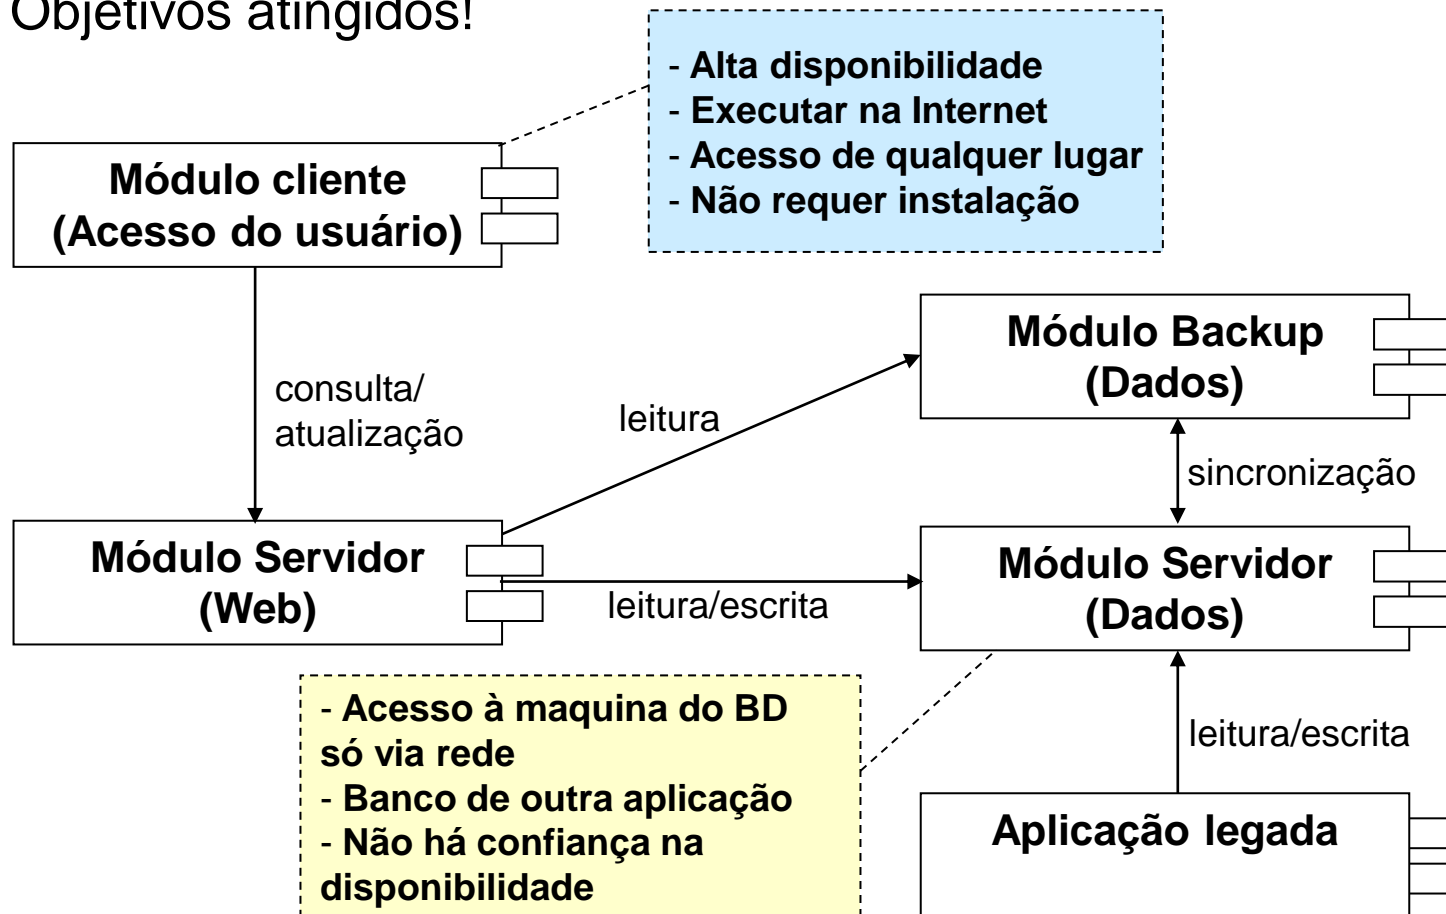 Objetivos atingidos!
- Alta disponibilidade
- Executar na Internet
- Acesso de qualquer lugar
- Não requer instalação
Módulo cliente
(Acesso do usuário)
Módulo Backup
(Dados)
consulta/
atualização
leitura
sincronização
Módulo Servidor
(Web)
leitura/escrita
Módulo Servidor
(Dados)
- Acesso à maquina do BD
só via rede
- Banco de outra aplicação
- Não há confiança na
disponibilidade
leitura/escrita
Aplicação legada